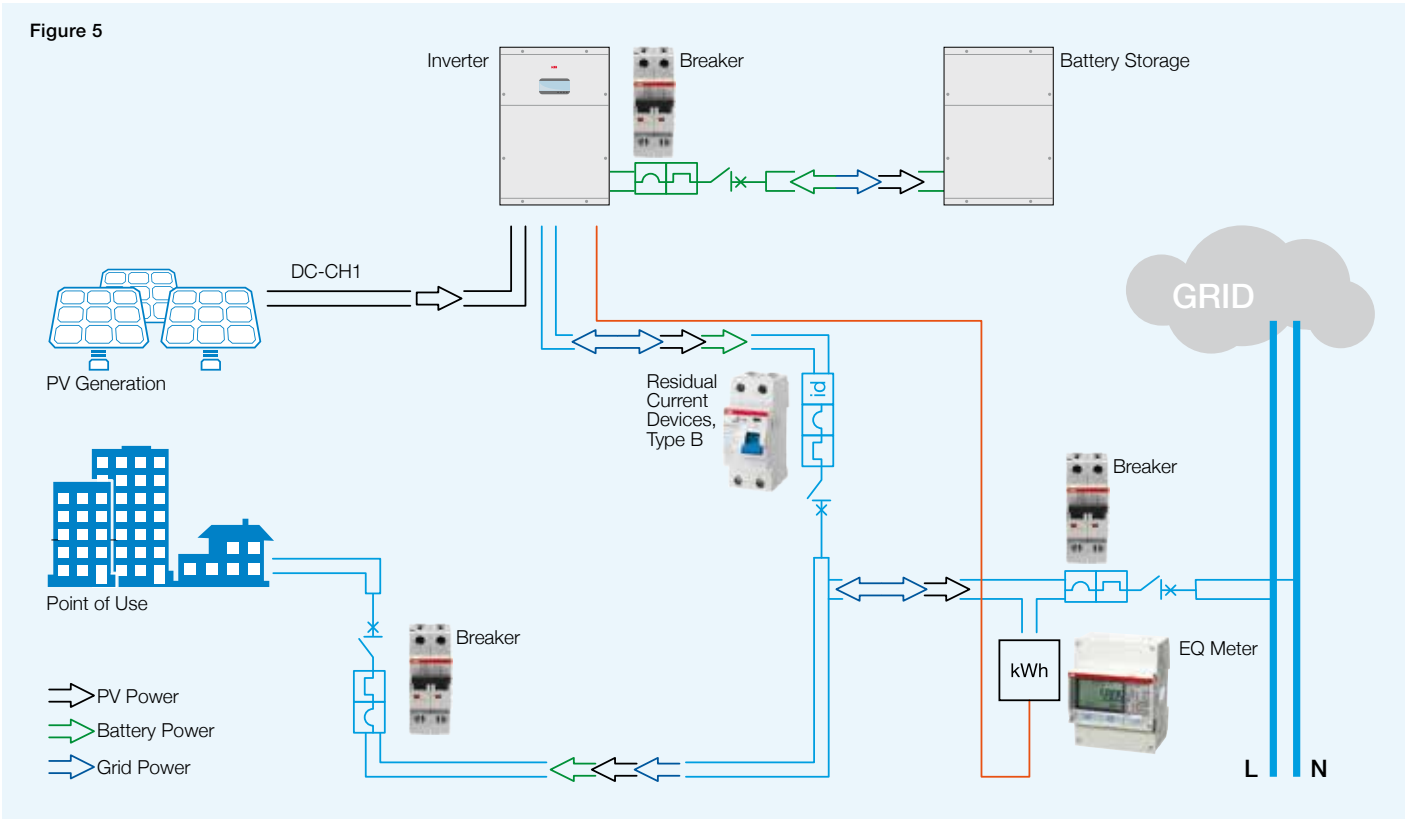 Figure 5
Inverter
Breaker
Battery Storage
DC-CH1
GRID
PV Generation
Residual
Current
Devices,
Type B
id
Breaker
Point of Use
Breaker
EQ Meter
kWh
PV Power
Battery Power
Grid Power
L
N